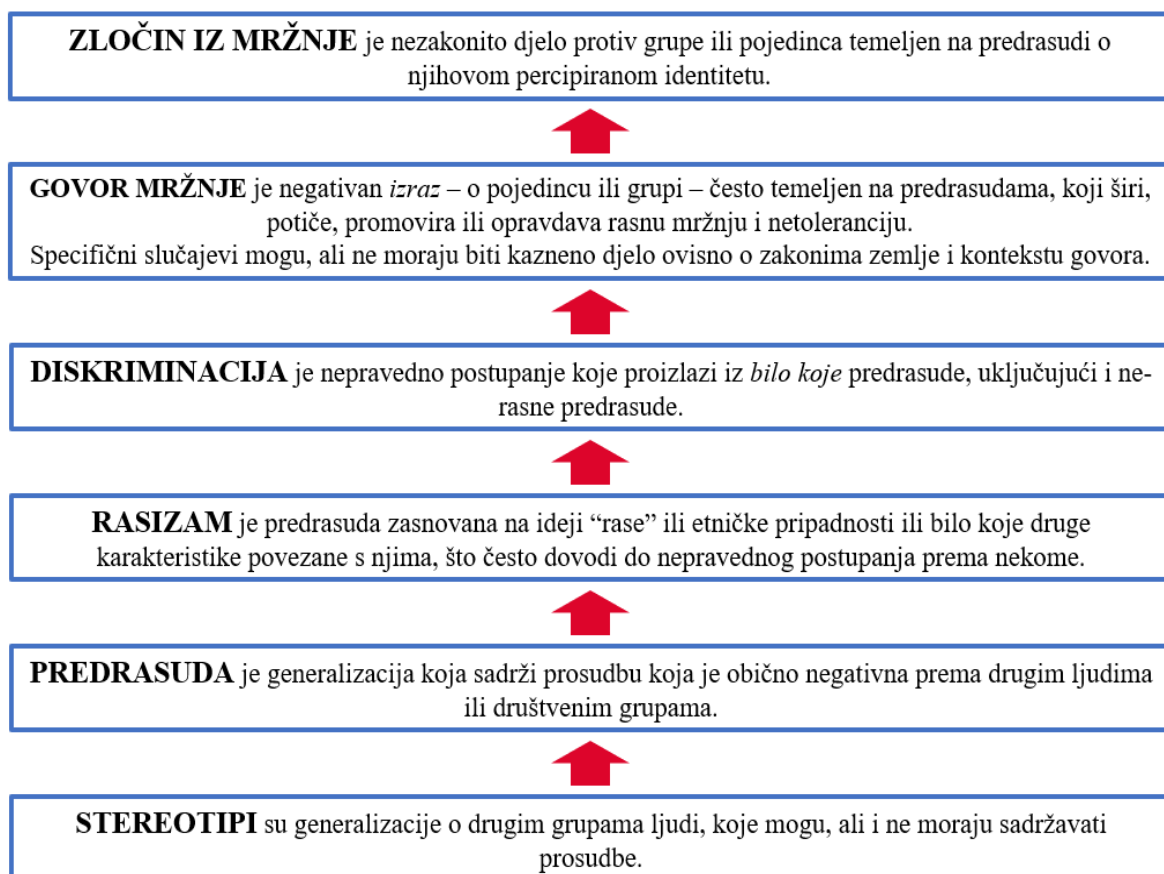 ZLOČIN IZ MRŽNJE je nezakonito djelo protiv grupe ili pojedinca temeljen na predrasudi o
njihovom percipiranom identitetu.
GOVOR MRŽNJE je negativan izraz – o pojedincu ili grupi – često temeljen na predrasudama, koji širi,
potiče, promovira ili opravdava rasnu mržnju i netoleranciju.
Specifični slučajevi mogu, ali ne moraju biti kazneno djelo ovisno o zakonima zemlje i kontekstu govora.
DISKRIMINACIJA je nepravedno postupanje koje proizlazi iz bilo koje predrasude, uključujući i ne-
rasne predrasude.
RASIZAM je predrasuda zasnovana na ideji “rase” ili etničke pripadnosti ili bilo koje druge
karakteristike povezane s njima, što često dovodi do nepravednog postupanja prema nekome.
PREDRASUDA je generalizacija koja sadrži prosudbu koja je obično negativna prema drugim ljudima
ili društvenim grupama.
STEREOTIPI su generalizacije o drugim grupama ljudi, koje mogu, ali i ne moraju sadržavati
prosudbe.